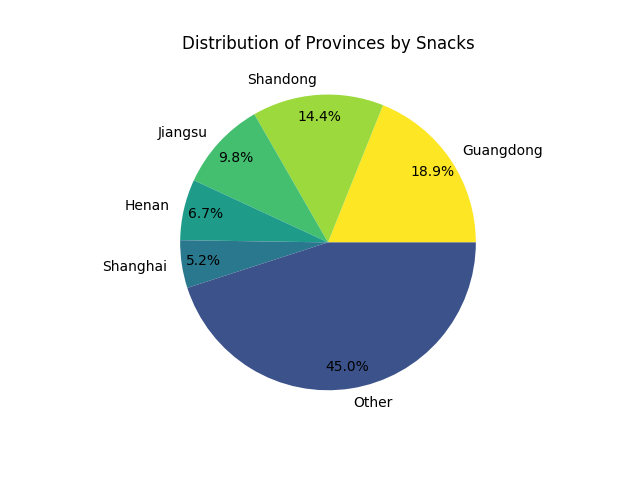 Distribution of Provinces by Snacks
Shandong
14.4%
Jiangsu
9.8%
Guangdong
18.9%
Henan
6.7%
Shanghai
5.2%
45.0%
Other